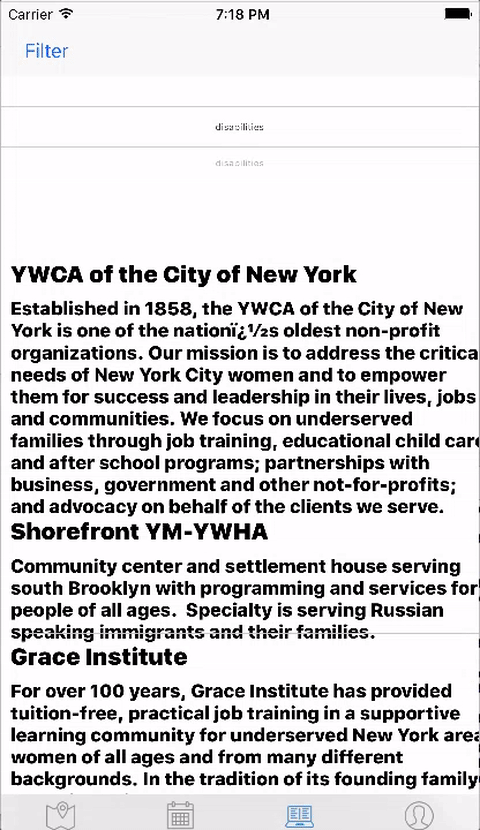 Carrier 7:18 PM
Filter
disabilities
disabilities
YWCA of the City of New York
Established in 1858, the YWCA of the City of New
York is one of the nationï¿½s oldest non-profit
organizations. Our mission is to address the critica
needs of New York City women and to empower
them for success and leadership in their lives, jobs
and communities. We focus on underserved
families through job training, educational child care
and after school programs; partnerships with
business, government and other not-for-profits;
and advocacy on behalf of the clients we serve.
Shorefront YM-YWHA
Community center and settlement house serving
south Brooklyn with programming and services for
people of all ages.  Specialty is serving Russian
speaking immigrants and their families.
Grace Institute
For over 100 years, Grace Institute has provided
tuition-free, practical job training in a supportive
learning community for underserved New York area
women of all ages and from many different
backgrounds. In the tradition of its founding family